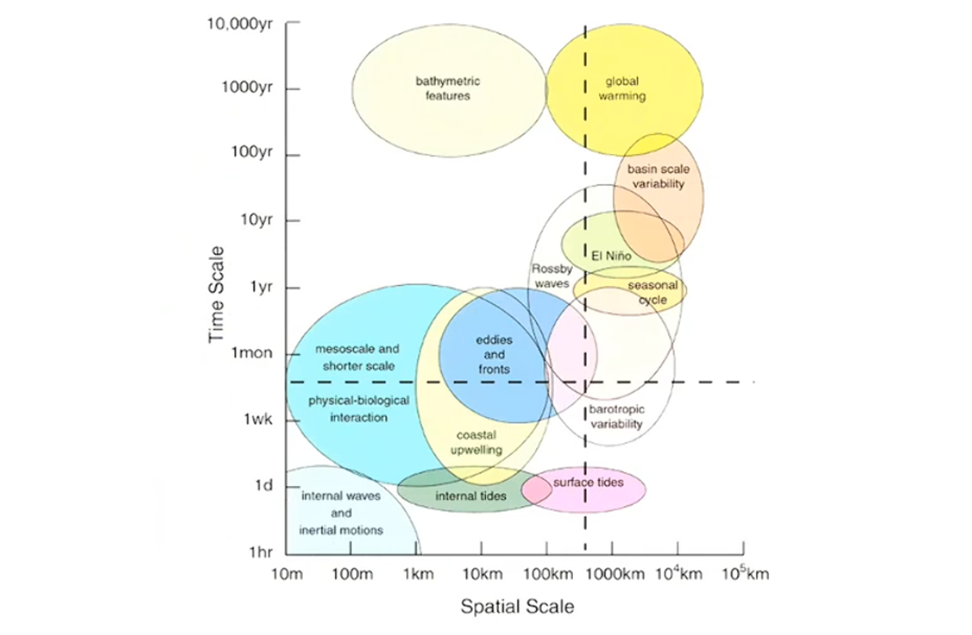 10,000yr
1000yr
100yr
10yr
1yr
1mon
1wk
1d
1hr
Time Scale
bathymetric
features
global
warming
basin scale
variability
El Niño
Rossby
waves
seasonal
cycle
mesoscale and
shorter scale
physical-biological
interaction
eddies
and
fronts
barotropic
variability
coastal
upwelling
internal tides
surface tides
internal waves
and
inertial motions
10m
100m
1km
10km
100km
1000km
10⁴km
10⁵km
Spatial Scale